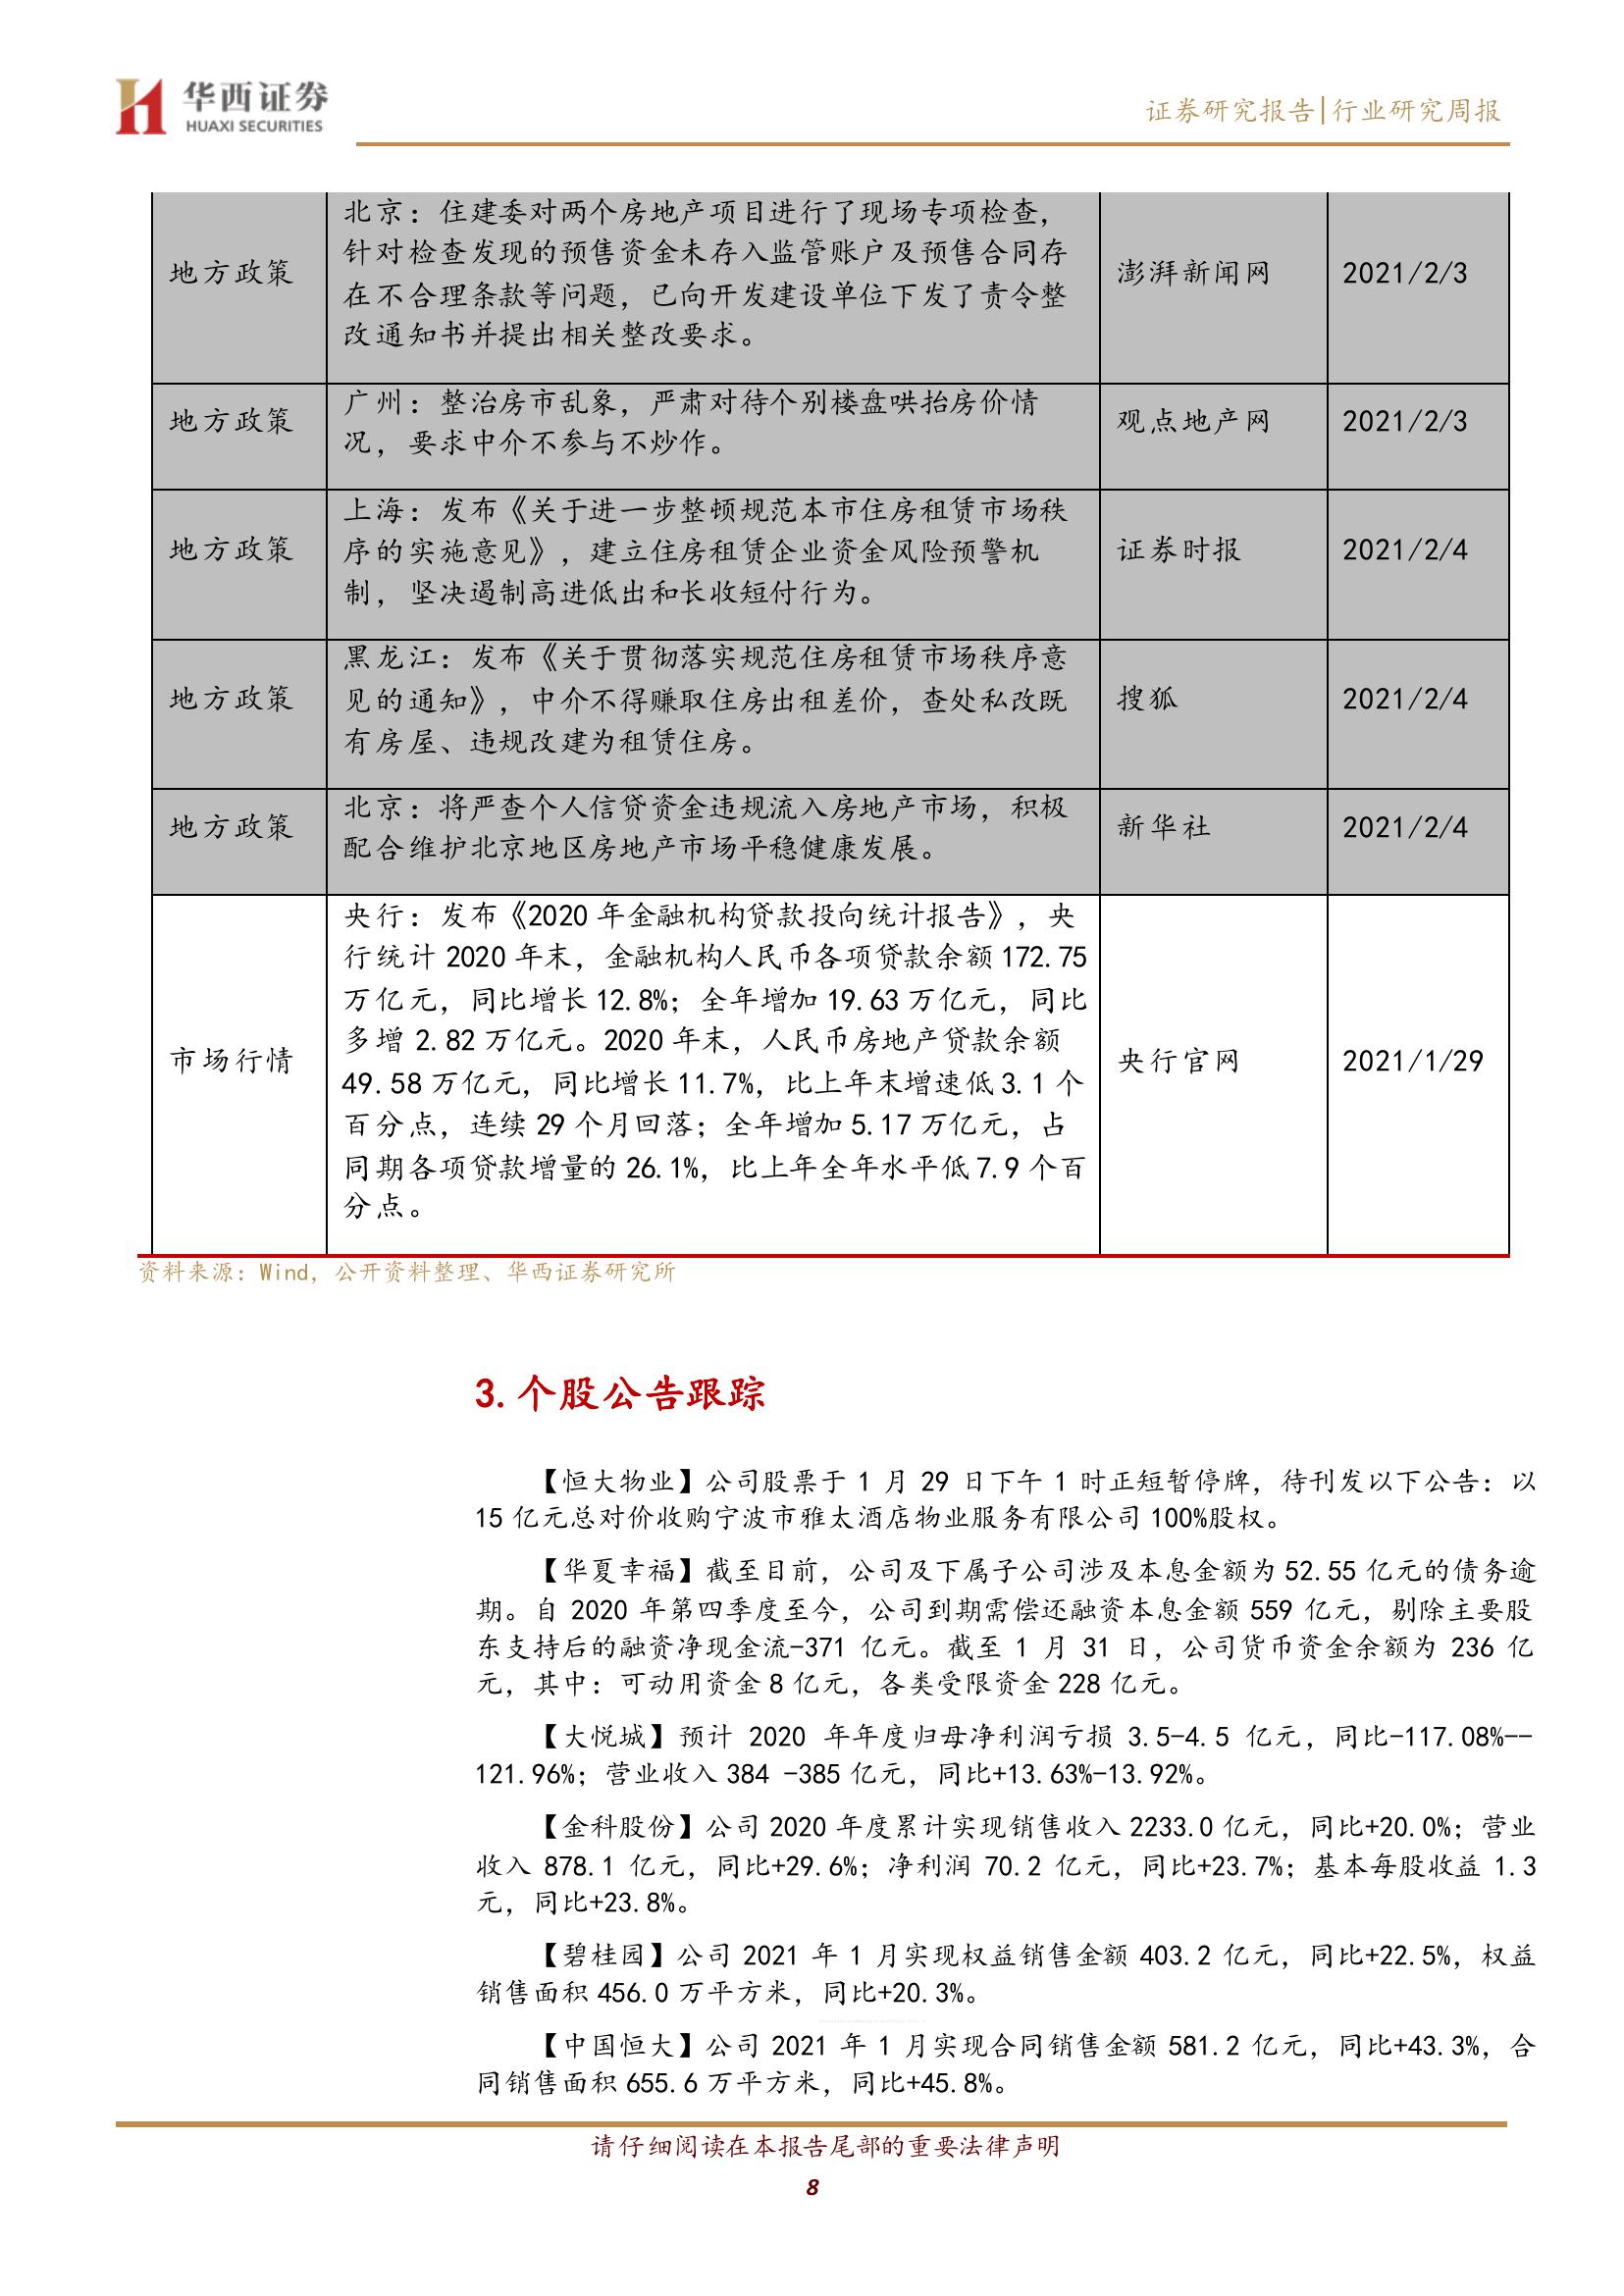 华西证券
HUAXI SECURITIES
证券研究报告|行业研究周报
地方政策
北京：住建委对两个房地产项目进行了现场专项检查，
针对检查发现的预售资金未存入监管账户及预售合同存
在不合理条款等问题，已向开发建设单位下发了责令整
改通知书并提出相关整改要求。
澎湃新闻网
2021/2/3
地方政策
广州：整治房市乱象，严肃对待个别楼盘哄抬房价情
况，要求中介不参与不炒作。
观点地产网
2021/2/3
地方政策
上海：发布《关于进一步整顿规范本市住房租赁市场秩
序的实施意见》，建立住房租赁企业资金风险预警机
制，坚决遏制高进低出和长收短付行为。
证券时报
2021/2/4
地方政策
黑龙江：发布《关于贯彻落实规范住房租赁市场秩序意
见的通知》，中介不得赚取住房出租差价，查处私改既
有房屋、违规改建为租赁住房。
搜狐
2021/2/4
地方政策
北京：将严查个人信贷资金违规流入房地产市场，积极
配合维护北京地区房地产市场平稳健康发展。
新华社
2021/2/4
市场行情
央行：发布《2020 年金融机构贷款投向统计报告》，央
行统计 2020 年末，金融机构人民币各项贷款余额 172.75
万亿元，同比增长 12.8%；全年增加 19.63 万亿元，同比
多增 2.82 万亿元。2020 年末，人民币房地产贷款余额
49.58 万亿元，同比增长 11.7%，比上年末增速低 3.1 个
百分点，连续 29 个月回落；全年增加 5.17 万亿元，占
同期各项贷款增量的 26.1%，比上年全年水平低 7.9 个百
分点。
央行官网
2021/1/29
资料来源：Wind，公开资料整理、华西证券研究所
3.个股公告跟踪
【恒大物业】公司股票于 1 月 29 日下午 1 时正短暂停牌，待刊发以下公告：以
15 亿元总对价收购宁波市雅太酒店物业服务有限公司 100%股权。
【华夏幸福】截至目前，公司及下属子公司涉及本息金额为 52.55 亿元的债务逾
期。自 2020 年第四季度至今，公司到期需偿还融资本息金额 559 亿元，剔除主要股
东支持后的融资净现金流-371 亿元。截至 1 月 31 日，公司货币资金余额为 236 亿
元，其中：可动用资金 8 亿元，各类受限资金 228 亿元。
【大悦城】预计 2020 年年度归母净利润亏损 3.5-4.5 亿元，同比-117.08%--
121.96%；营业收入 384 -385 亿元，同比+13.63%-13.92%。
【金科股份】公司 2020 年度累计实现销售收入 2233.0 亿元，同比+20.0%；营业
收入 878.1 亿元，同比+29.6%；净利润 70.2 亿元，同比+23.7%；基本每股收益 1.3
元，同比+23.8%。
【碧桂园】公司 2021 年 1 月实现权益销售金额 403.2 亿元，同比+22.5%，权益
销售面积 456.0 万平方米，同比+20.3%。
【中国恒大】公司 2021 年 1 月实现合同销售金额 581.2 亿元，同比+43.3%，合
同销售面积 655.6 万平方米，同比+45.8%。
请仔细阅读在本报告尾部的重要法律声明
8